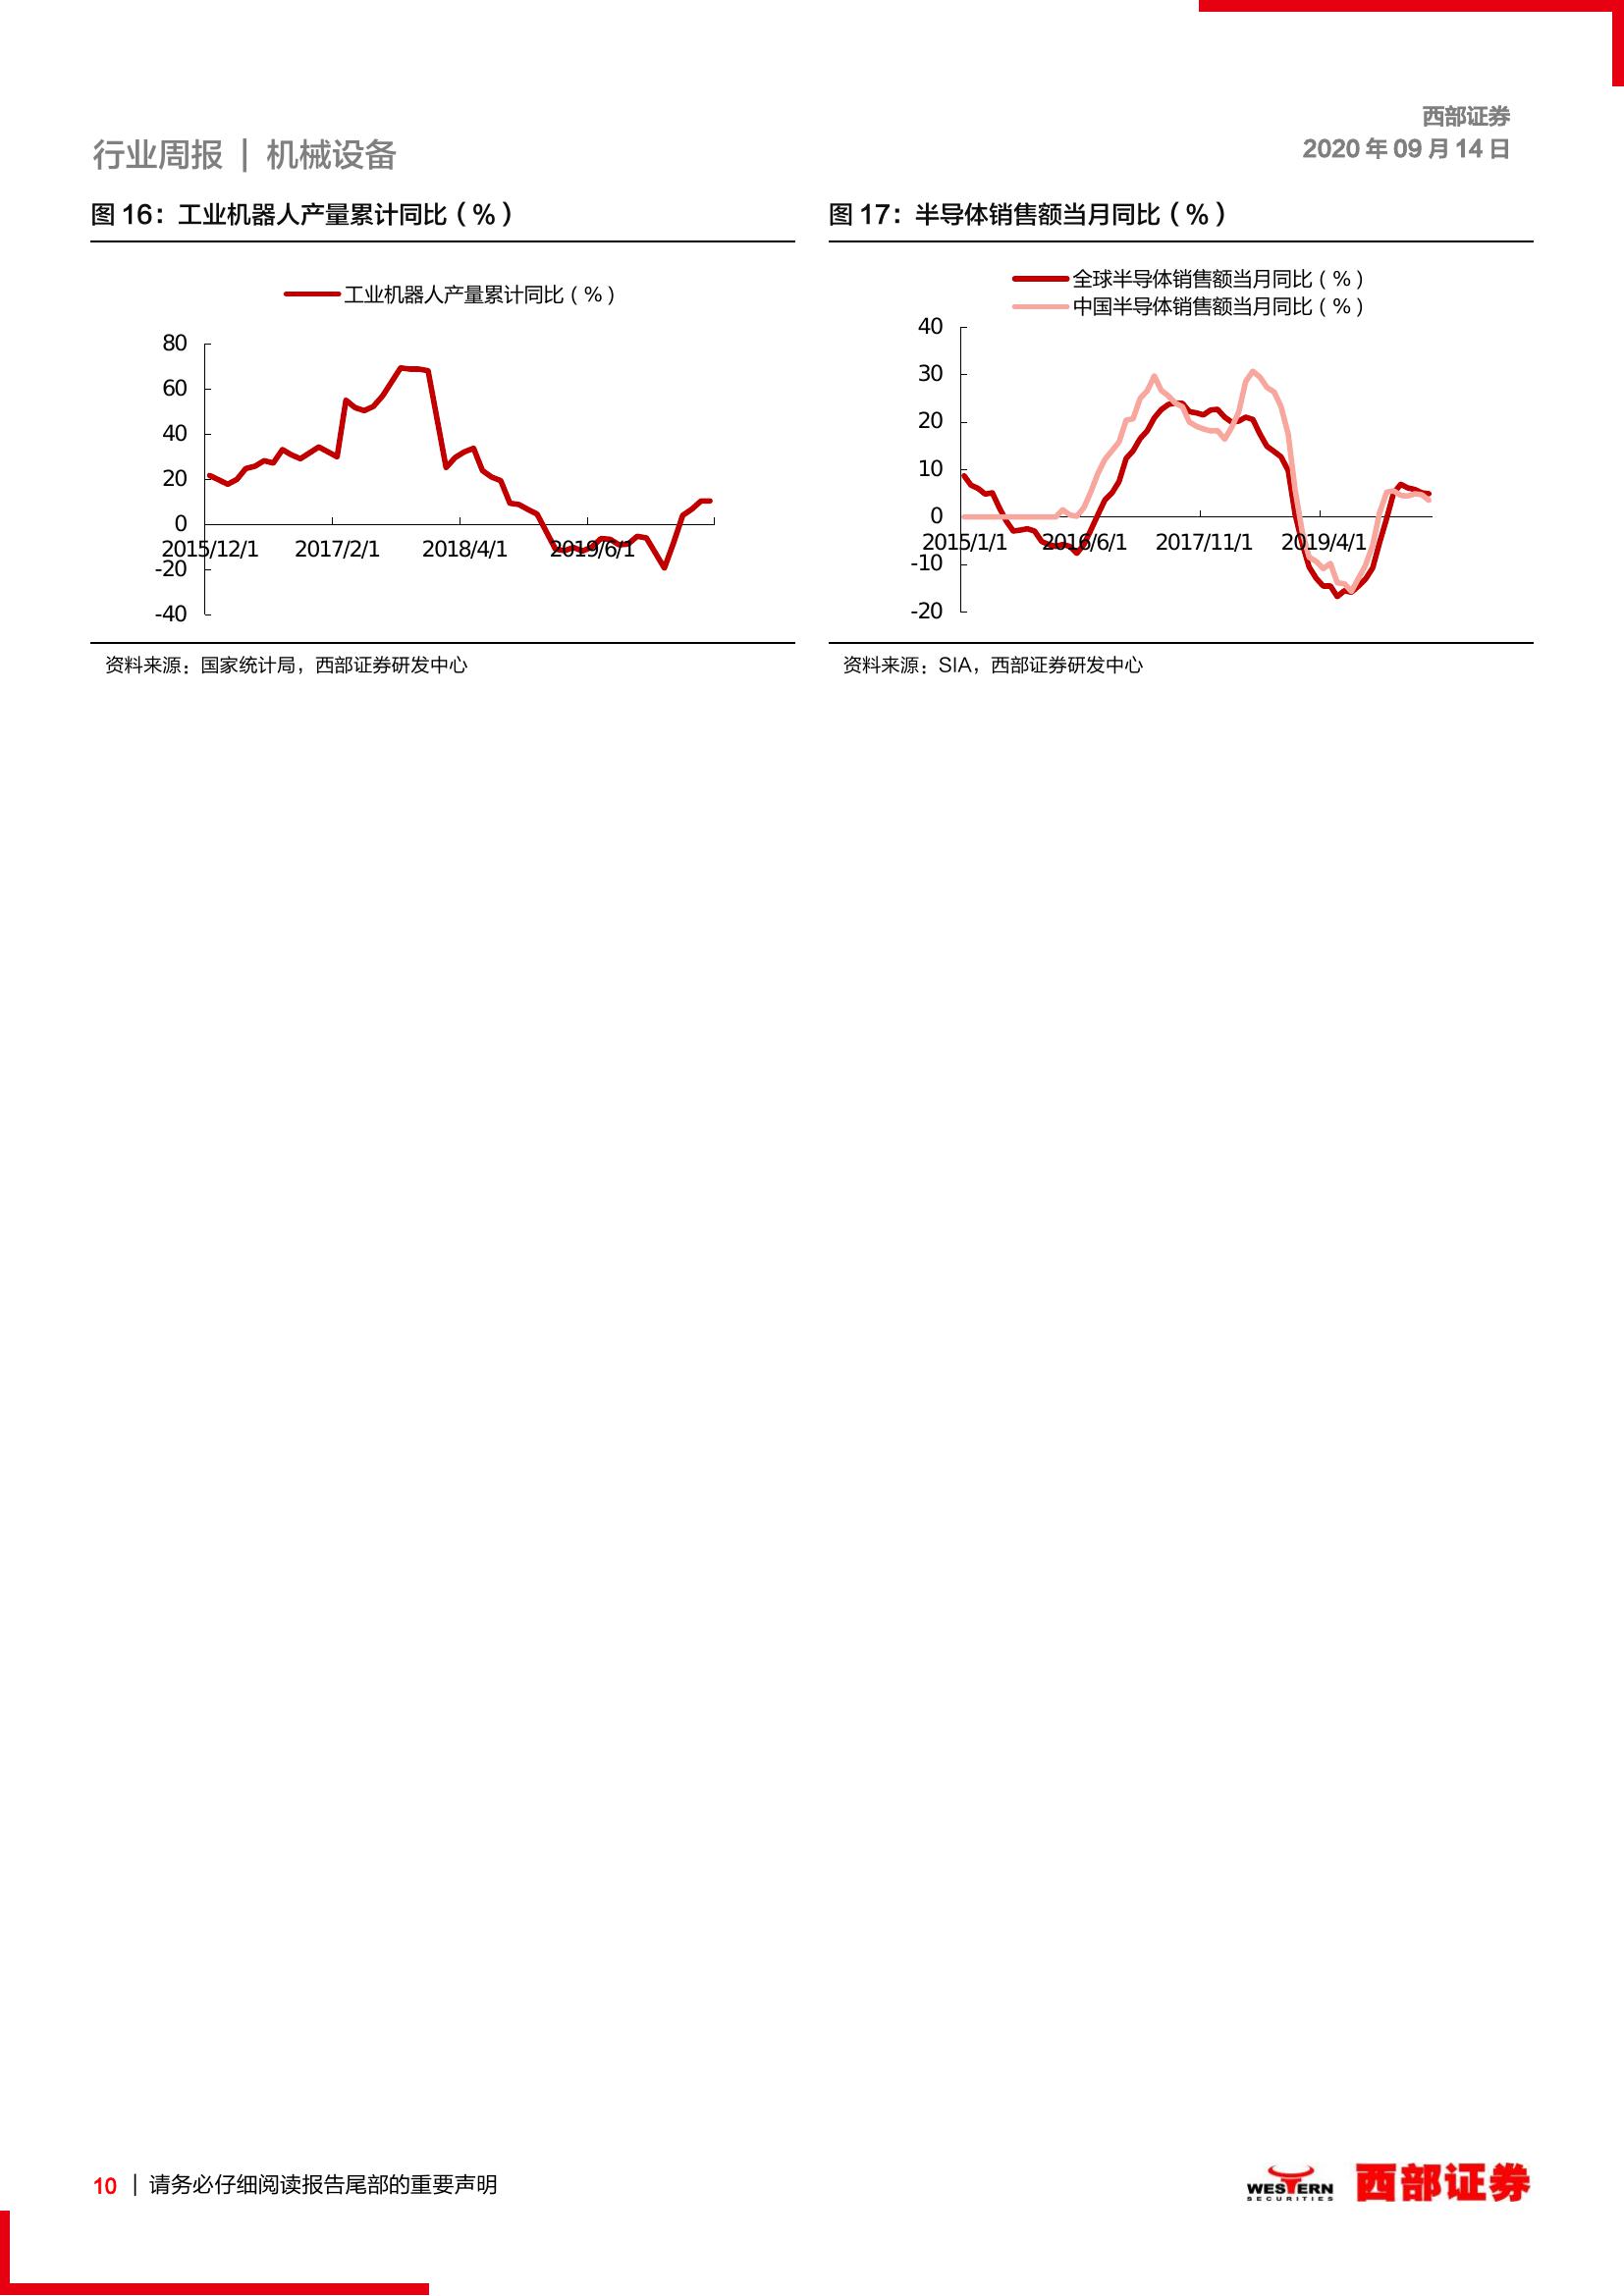 西部证券
行业周报 | 机械设备
2020 年 09 月 14 日
图 16：工业机器人产量累计同比（%）
工业机器人产量累计同比（%）
80
60
40
20
0
-20
-40
2015/12/1 2017/2/1 2018/4/1 2019/6/1
资料来源：国家统计局，西部证券研发中心
图 17：半导体销售额当月同比（%）
全球半导体销售额当月同比（%）
中国半导体销售额当月同比（%）
40
30
20
10
0
-10
-20
2015/1/1 2016/6/1 2017/11/1 2019/4/1
资料来源：SIA，西部证券研发中心
10 | 请务必仔细阅读报告尾部的重要声明
WESTERN
SECURITIES
西部证券